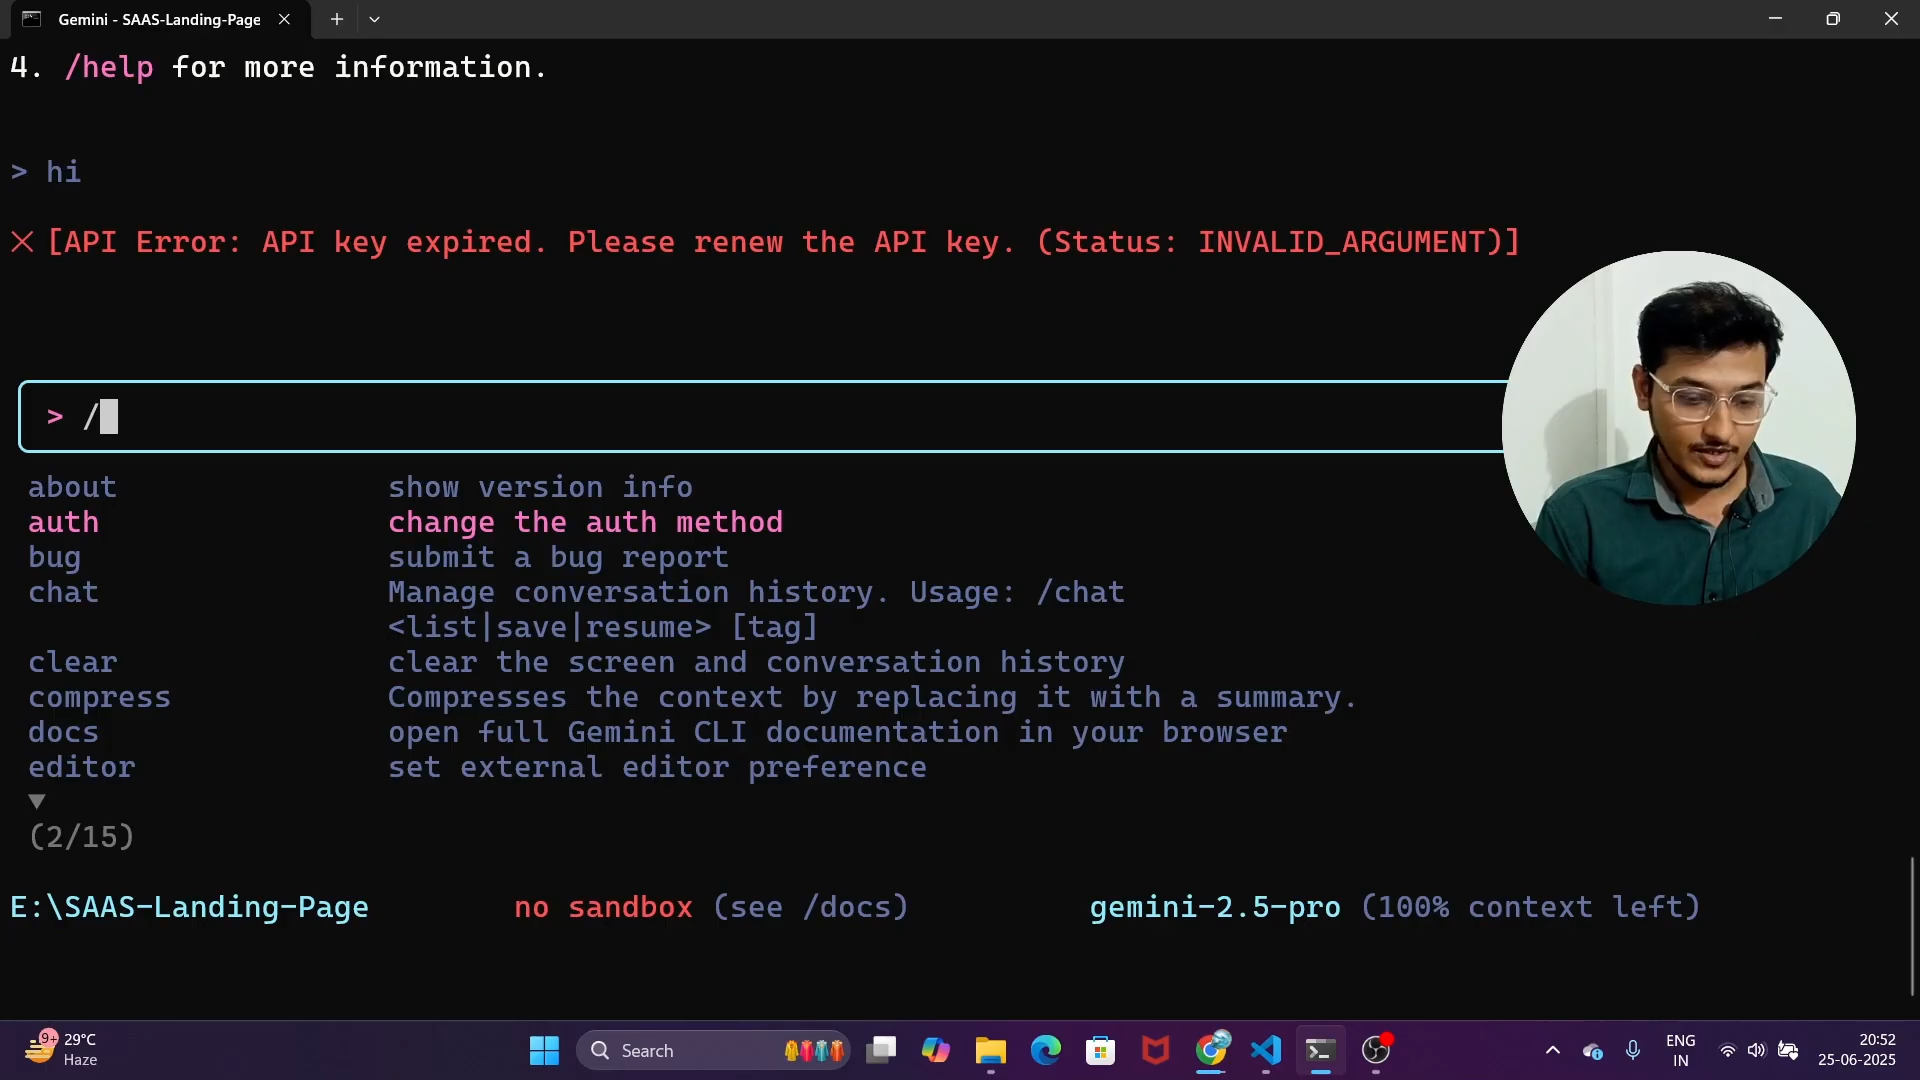 Gemini - SAAS-Landing-Page
4. /help for more information.
> hi
✕ [API Error: API key expired. Please renew the API key. (Status: INVALID_ARGUMENT)]
> /
about show version info
auth change the auth method
bug submit a bug report
chat Manage conversation history. Usage: /chat
<list|save|resume> [tag]
clear clear the screen and conversation history
compress Compresses the context by replacing it with a summary.
docs open full Gemini CLI documentation in your browser
editor set external editor preference
▼
(2/15)
E:\SAAS-Landing-Page no sandbox (see /docs) gemini-2.5-pro (100% context left)
9+ 29°C
Haze
Search
ENG
IN
20:52
25-06-2025